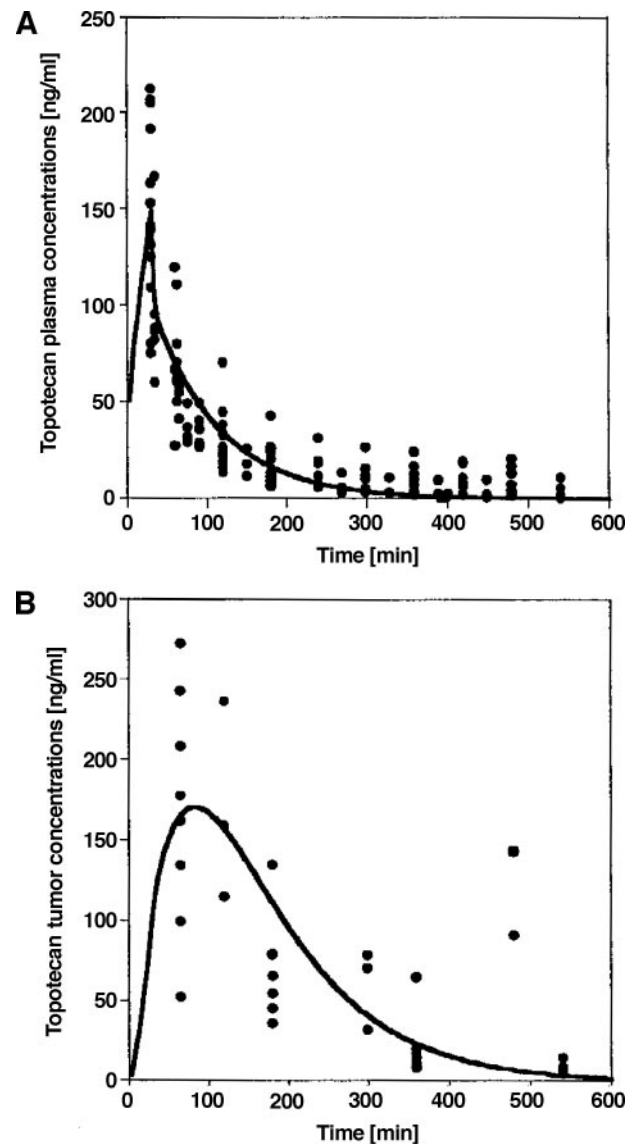 A
Topotecan plasma concentrations [ng/ml]
250
200
150
100
50
0
0 100 200 300 400 500 600
Time [min]
B
Topotecan tumor concentrations [ng/ml]
300
250
200
150
100
50
0
0 100 200 300 400 500 600
Time [min]